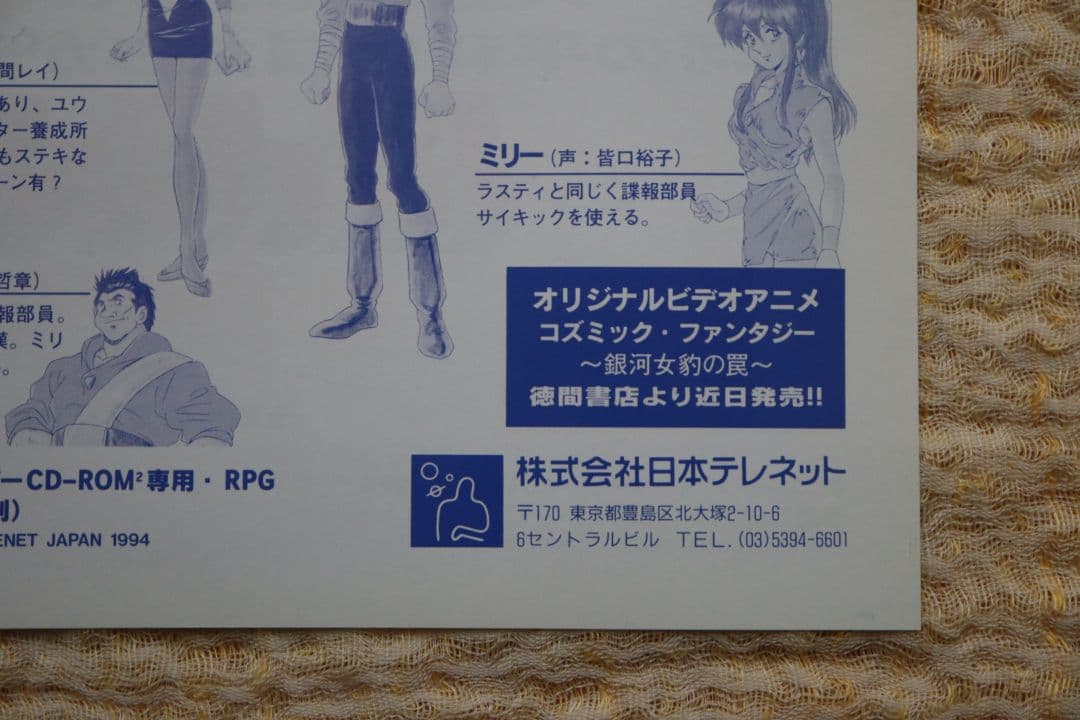 間レイ)
あり、ユウ
ター養成所
もステキな
ーン有？
ミリー(声：皆口裕子)
ラスティと同じく諜報部員
サイキックを使える。
哲章)
報部員。
漢。ミリ
。
オリジナルビデオアニメ
コズミック・ファンタジー
～銀河女豹の罠～
徳間書店より近日発売!!
ーCD-ROM²専用・RPG
制)
ENET JAPAN 1994
株式会社日本テレネット
〒170 東京都豊島区北大塚2-10-6
6セントラルビル TEL.(03)5394-6601